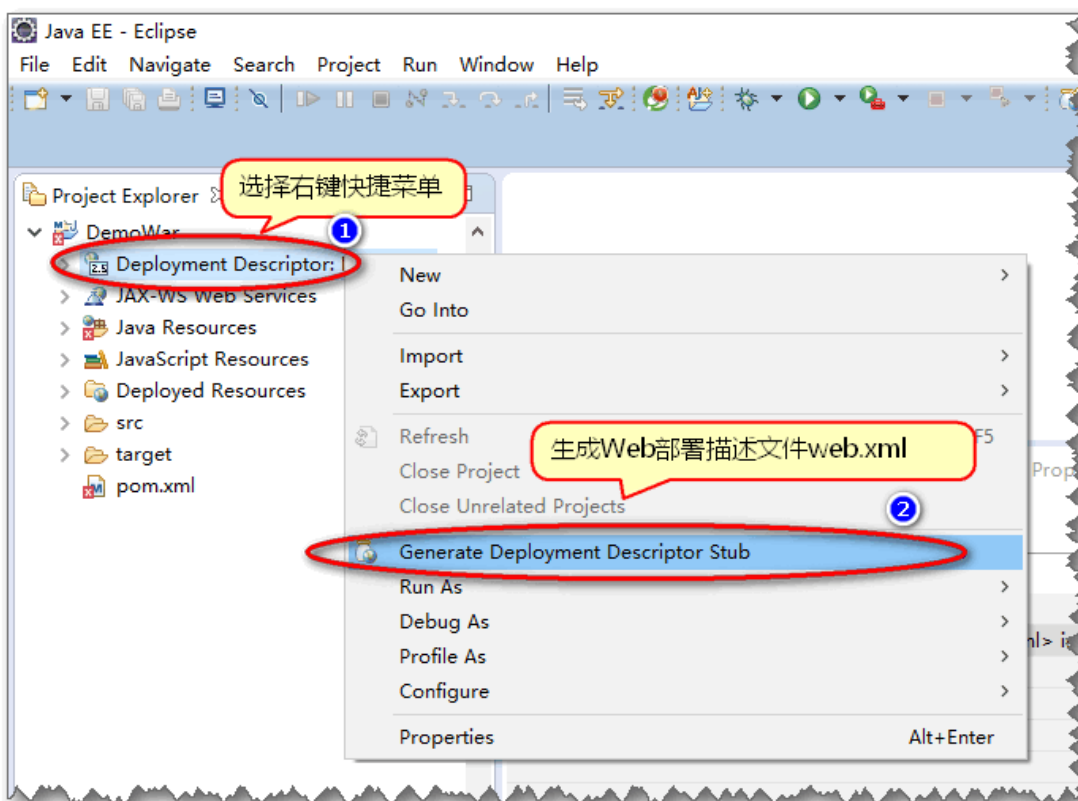 Java EE - Eclipse
File Edit Navigate Search Project Run Window Help
选择右键快捷菜单
Project Explorer
1
DemoWar
Deployment Descriptor:
2.5
JAX-WS Web Services
Java Resources
JavaScript Resources
Deployed Resources
src
target
pom.xml
New
Go Into
Import
Export
Refresh F5
生成Web部署描述文件web.xml
Close Project
Close Unrelated Projects
2
Generate Deployment Descriptor Stub
Run As
Debug As
Profile As
Configure
Properties Alt+Enter
Prop